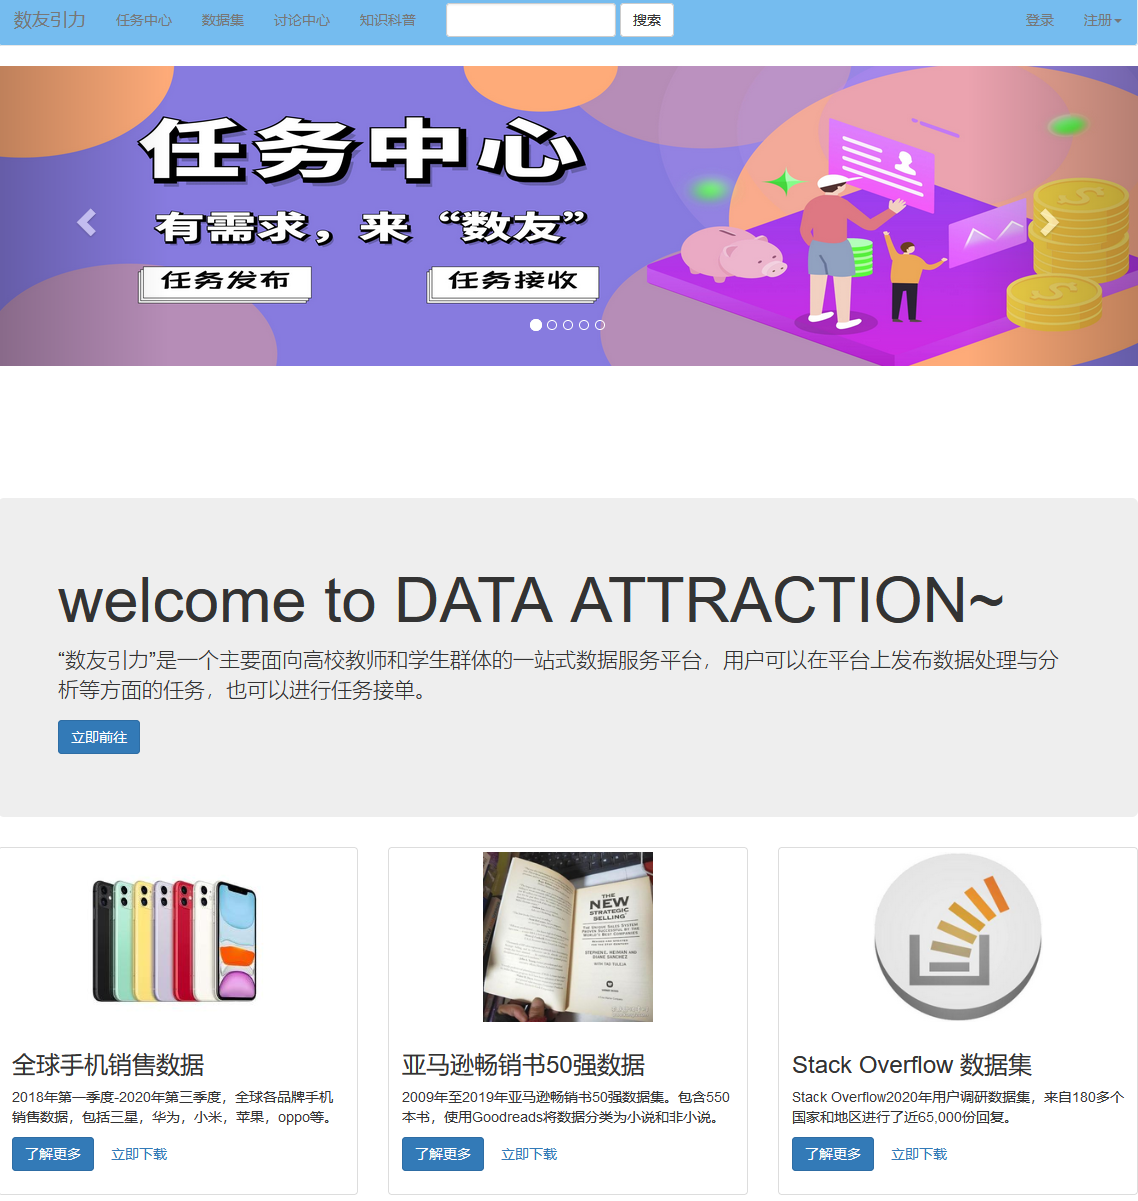 数友引力 任务中心 数据集 讨论中心 知识科普 搜索 登录 注册
任务中心
有需求，来“数友”
任务发布 任务接收
welcome to DATA ATTRACTION~
“数友引力”是一个主要面向高校教师和学生群体的一站式数据服务平台，用户可以在平台上发布数据处理与分
析等方面的任务，也可以进行任务接单。
立即前往
THE
NEW
STRATEGIC
SELLING
STEPHEN E. HEIMAN AND
DIANE SANCHEZ
WITH TAD TULEJA
全球手机销售数据
2018年第一季度-2020年第三季度，全球各品牌手机
销售数据，包括三星，华为，小米，苹果，oppo等。
了解更多 立即下载
亚马逊畅销书50强数据
2009年至2019年亚马逊畅销书50强数据集。包含550
本书，使用Goodreads将数据分类为小说和非小说。
了解更多 立即下载
Stack Overflow 数据集
Stack Overflow2020年用户调研数据集，来自180多个
国家和地区进行了近65,000份回复。
了解更多 立即下载